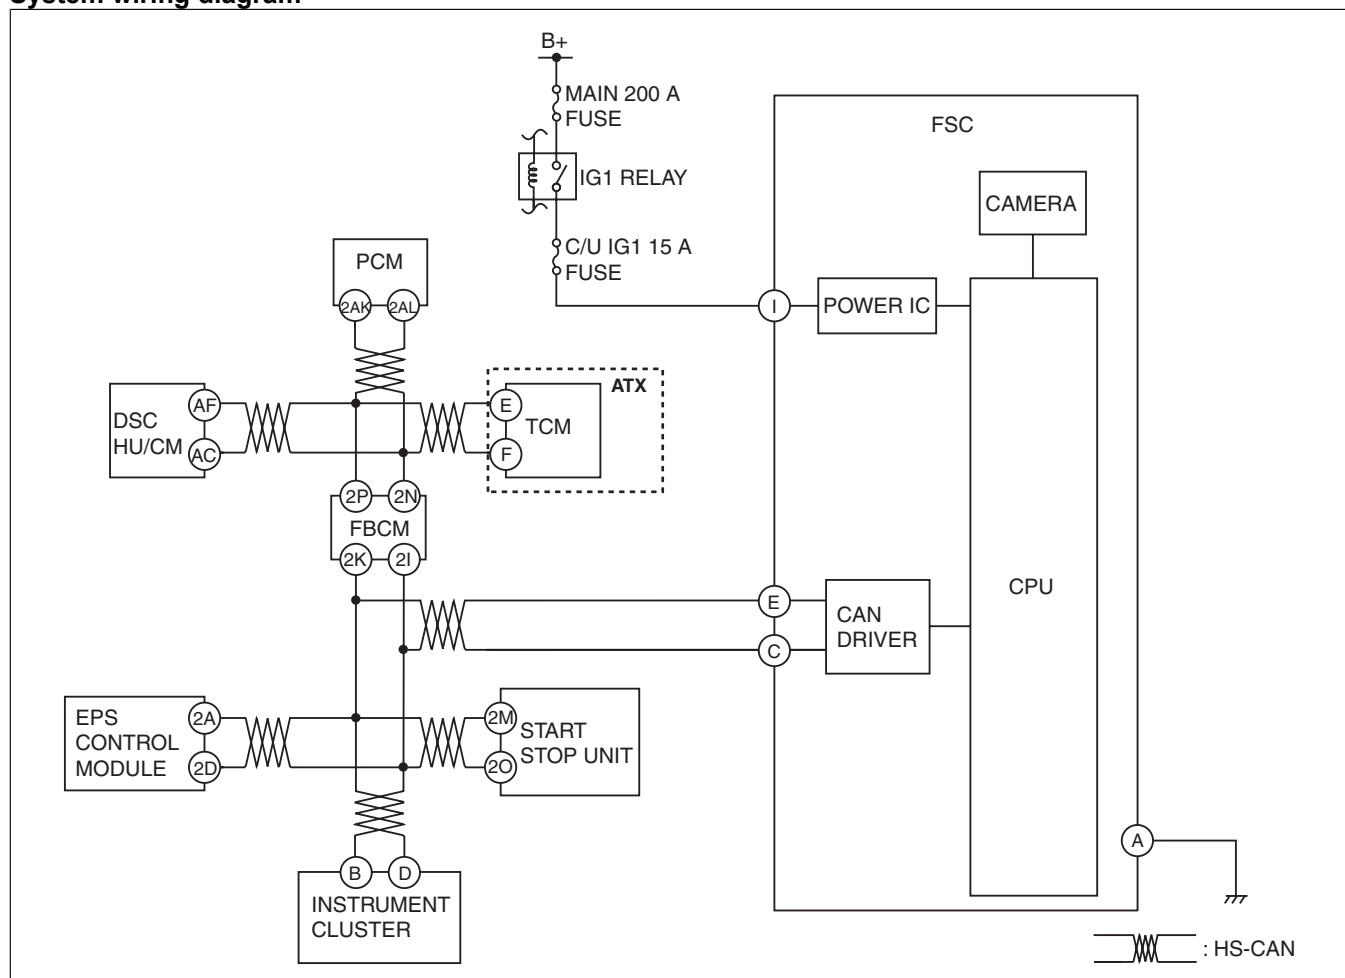 System wiring diagram
B+
MAIN 200 A
FUSE
IG1 RELAY
C/U IG1 15 A
FUSE
FSC
CAMERA
I
POWER IC
CPU
PCM
2AK
2AL
DSC
HU/CM
AF
AC
ATX
E
F
TCM
2P
2N
FBCM
2K
2I
E
C
CAN
DRIVER
EPS
CONTROL
MODULE
2A
2D
2M
2O
START
STOP UNIT
A
B
D
INSTRUMENT
CLUSTER
: HS-CAN